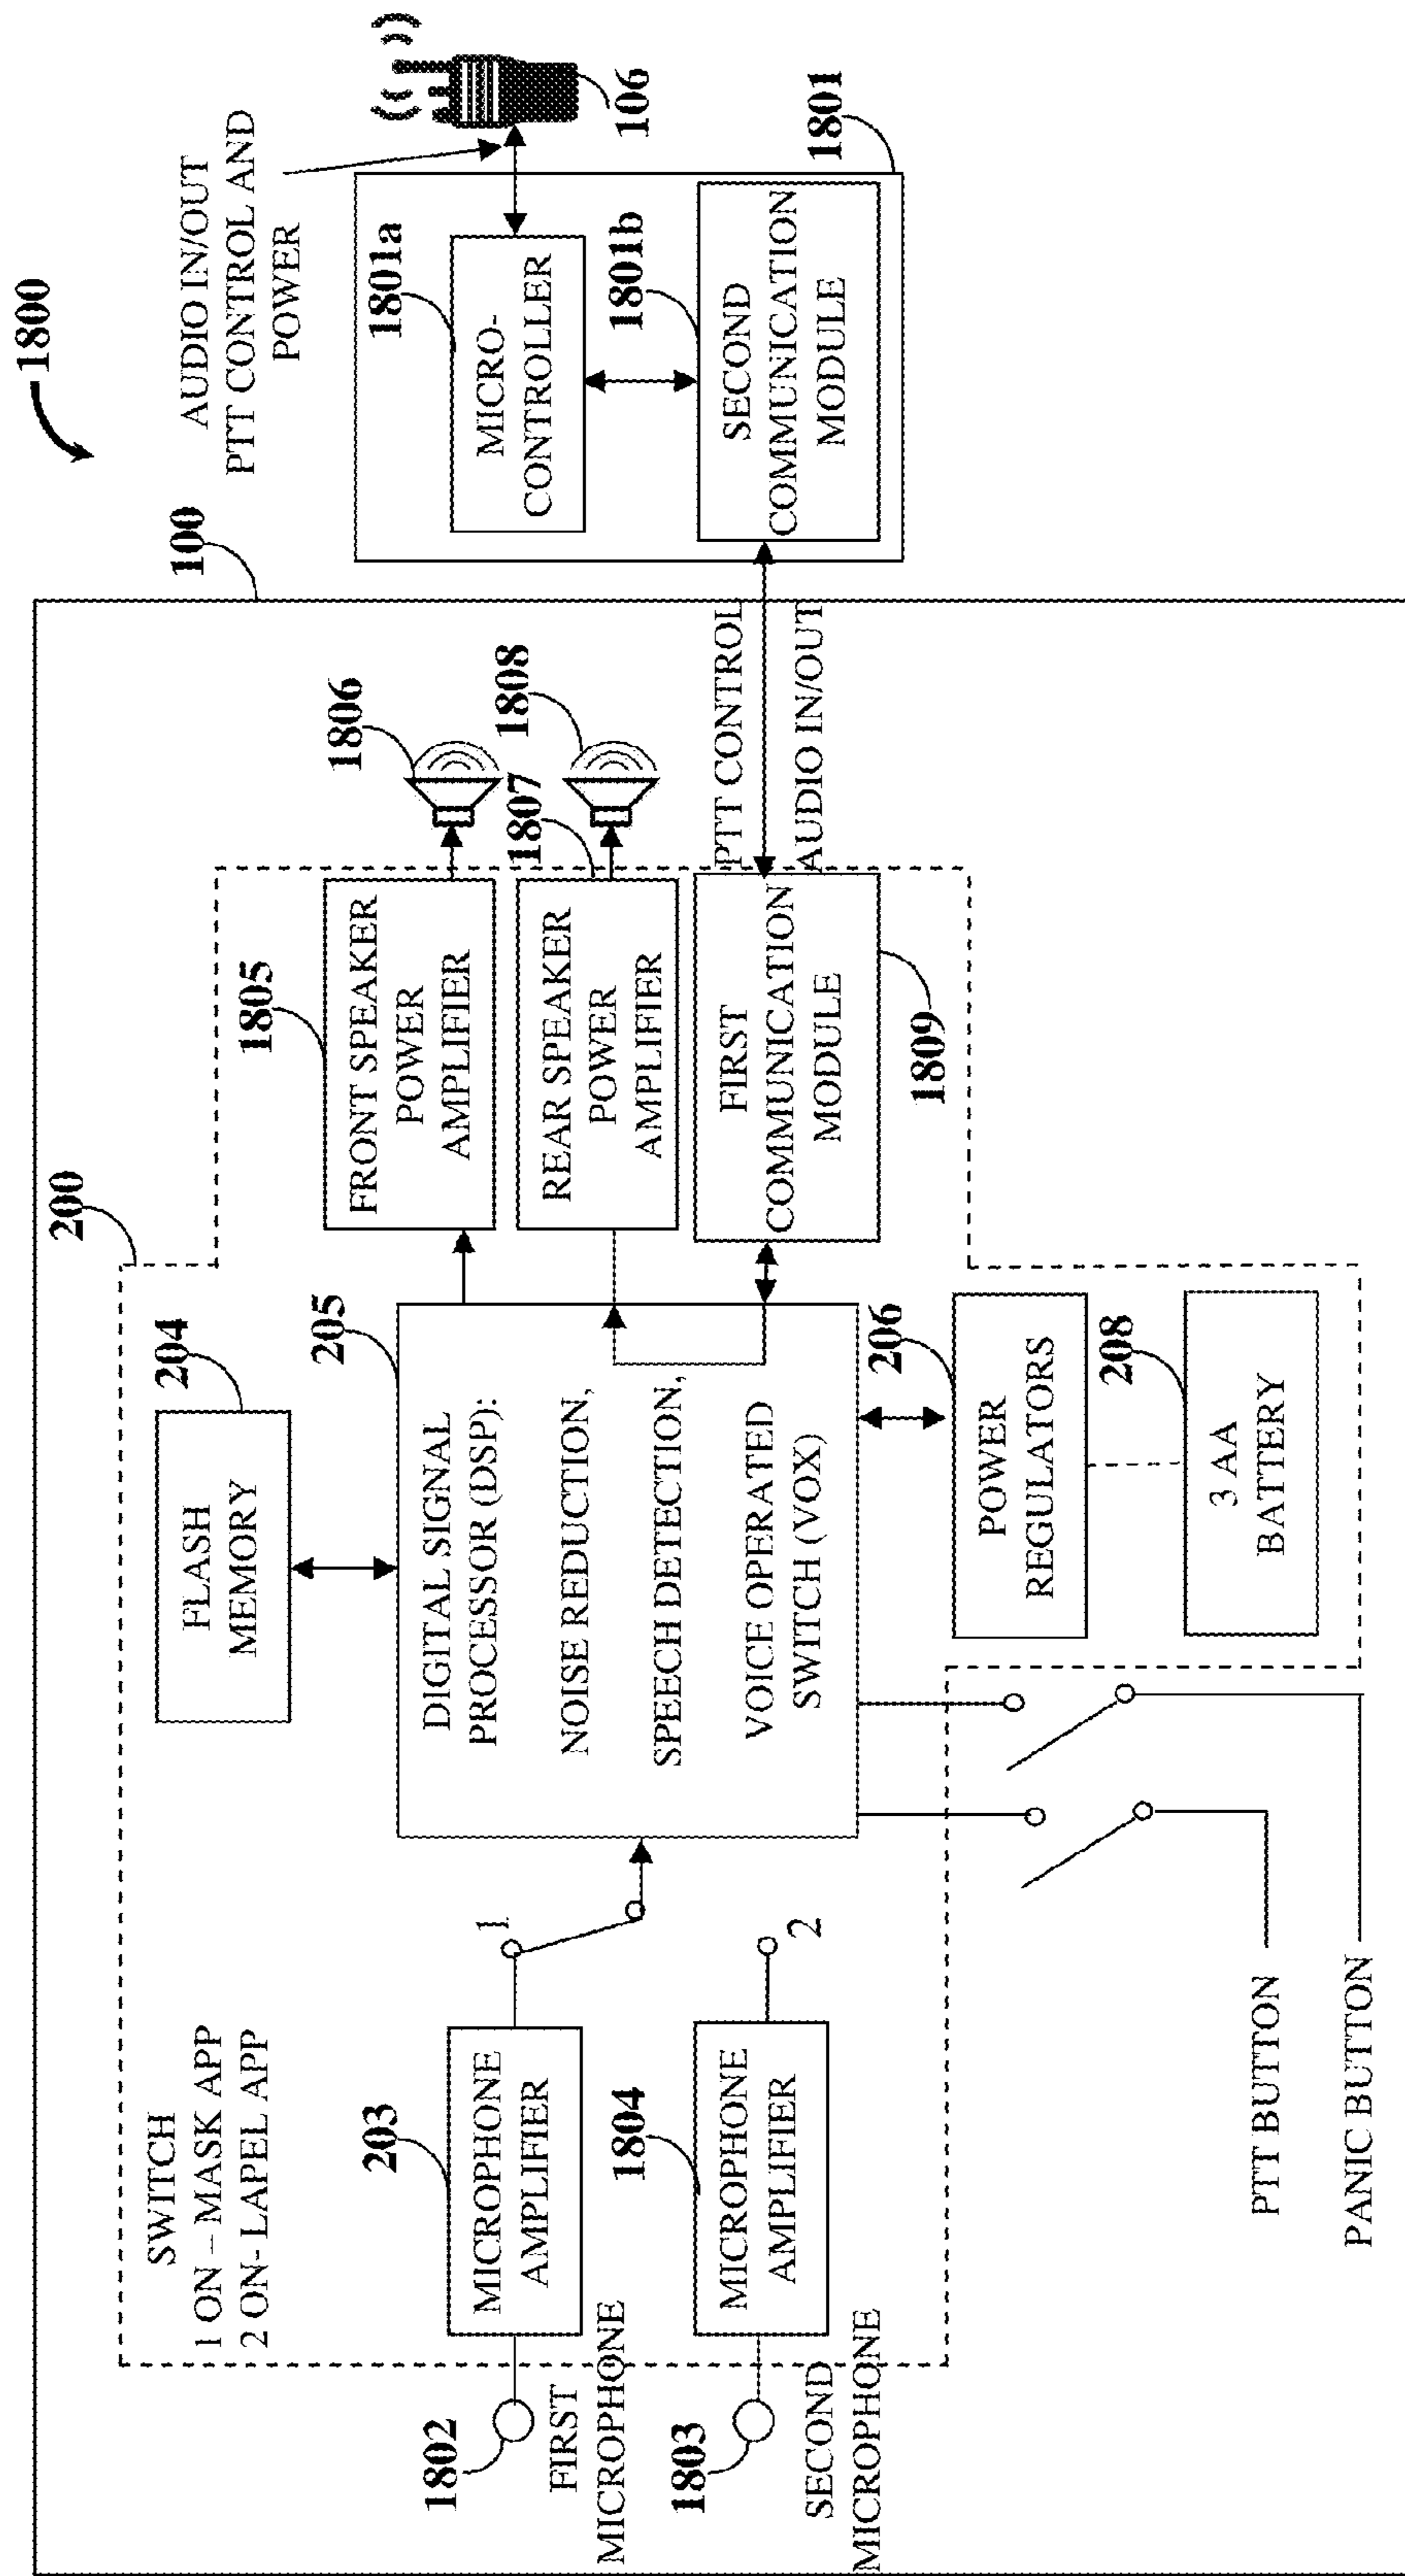 1800
100
200
SWITCH
1 ON – MASK APP
2 ON- LAPEL APP
204
FLASH
MEMORY
205
DIGITAL SIGNAL
PROCESSOR (DSP):
NOISE REDUCTION,
SPEECH DETECTION,
VOICE OPERATED
SWITCH (VOX)
1802
FIRST
MICROPHONE
203
MICROPHONE
AMPLIFIER
1
1803
SECOND
MICROPHONE
1804
MICROPHONE
AMPLIFIER
2
1805
FRONT SPEAKER
POWER
AMPLIFIER
1806
1807
REAR SPEAKER
POWER
AMPLIFIER
1808
FIRST
COMMUNICATION
MODULE
1809
PTT CONTROL
AUDIO IN/OUT
206
POWER
REGULATORS
208
3 AA
BATTERY
PTT BUTTON
PANIC BUTTON
AUDIO IN/OUT
PTT CONTROL AND
POWER
1801a
MICRO-
CONTROLLER
1801b
SECOND
COMMUNICATION
MODULE
1801
106